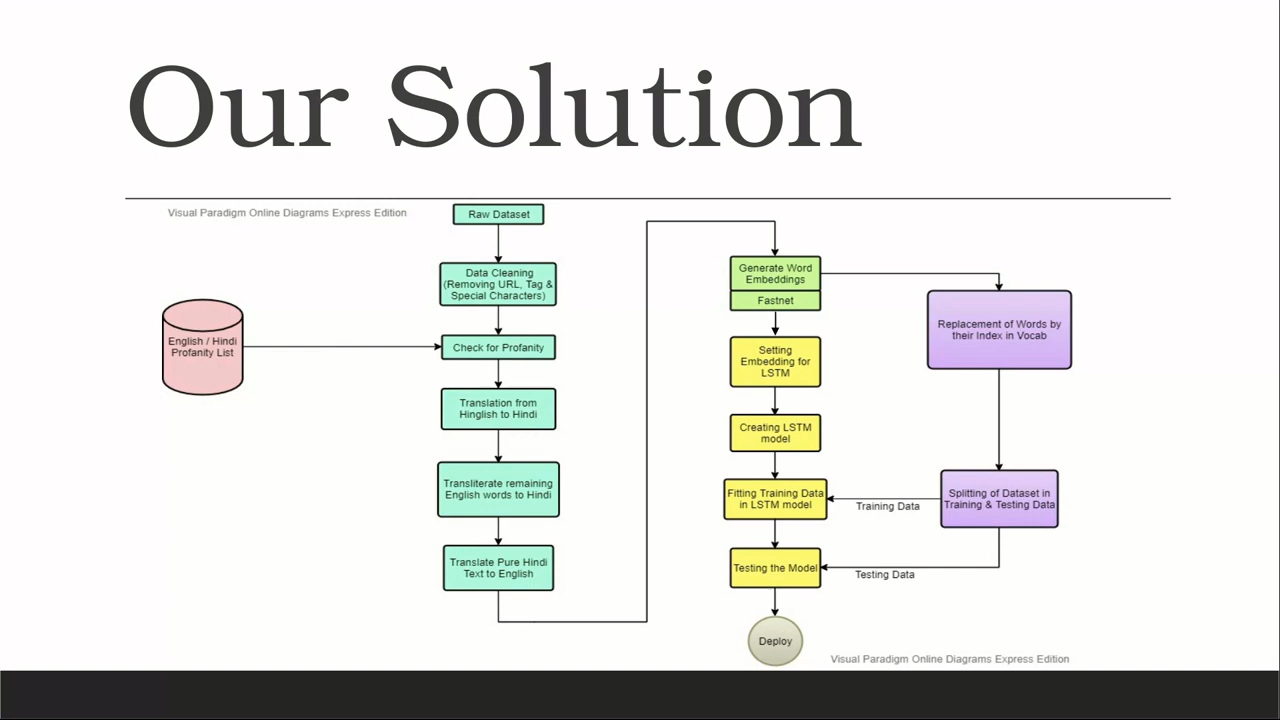 Our Solution
Visual Paradigm Online Diagrams Express Edition
Raw Dataset
Data Cleaning
(Removing URL, Tag &
Special Characters)
English / Hindi
Profanity List
Check for Profanity
Translation from
Hinglish to Hindi
Transliterate remaining
English words to Hindi
Translate Pure Hindi
Text to English
Generate Word
Embeddings
Fastnet
Setting
Embedding for
LSTM
Creating LSTM
model
Fitting Training Data
in LSTM model
Testing the Model
Deploy
Replacement of Words by
their Index in Vocab
Splitting of Dataset in
Training & Testing Data
Training Data
Testing Data
Visual Paradigm Online Diagrams Express Edition